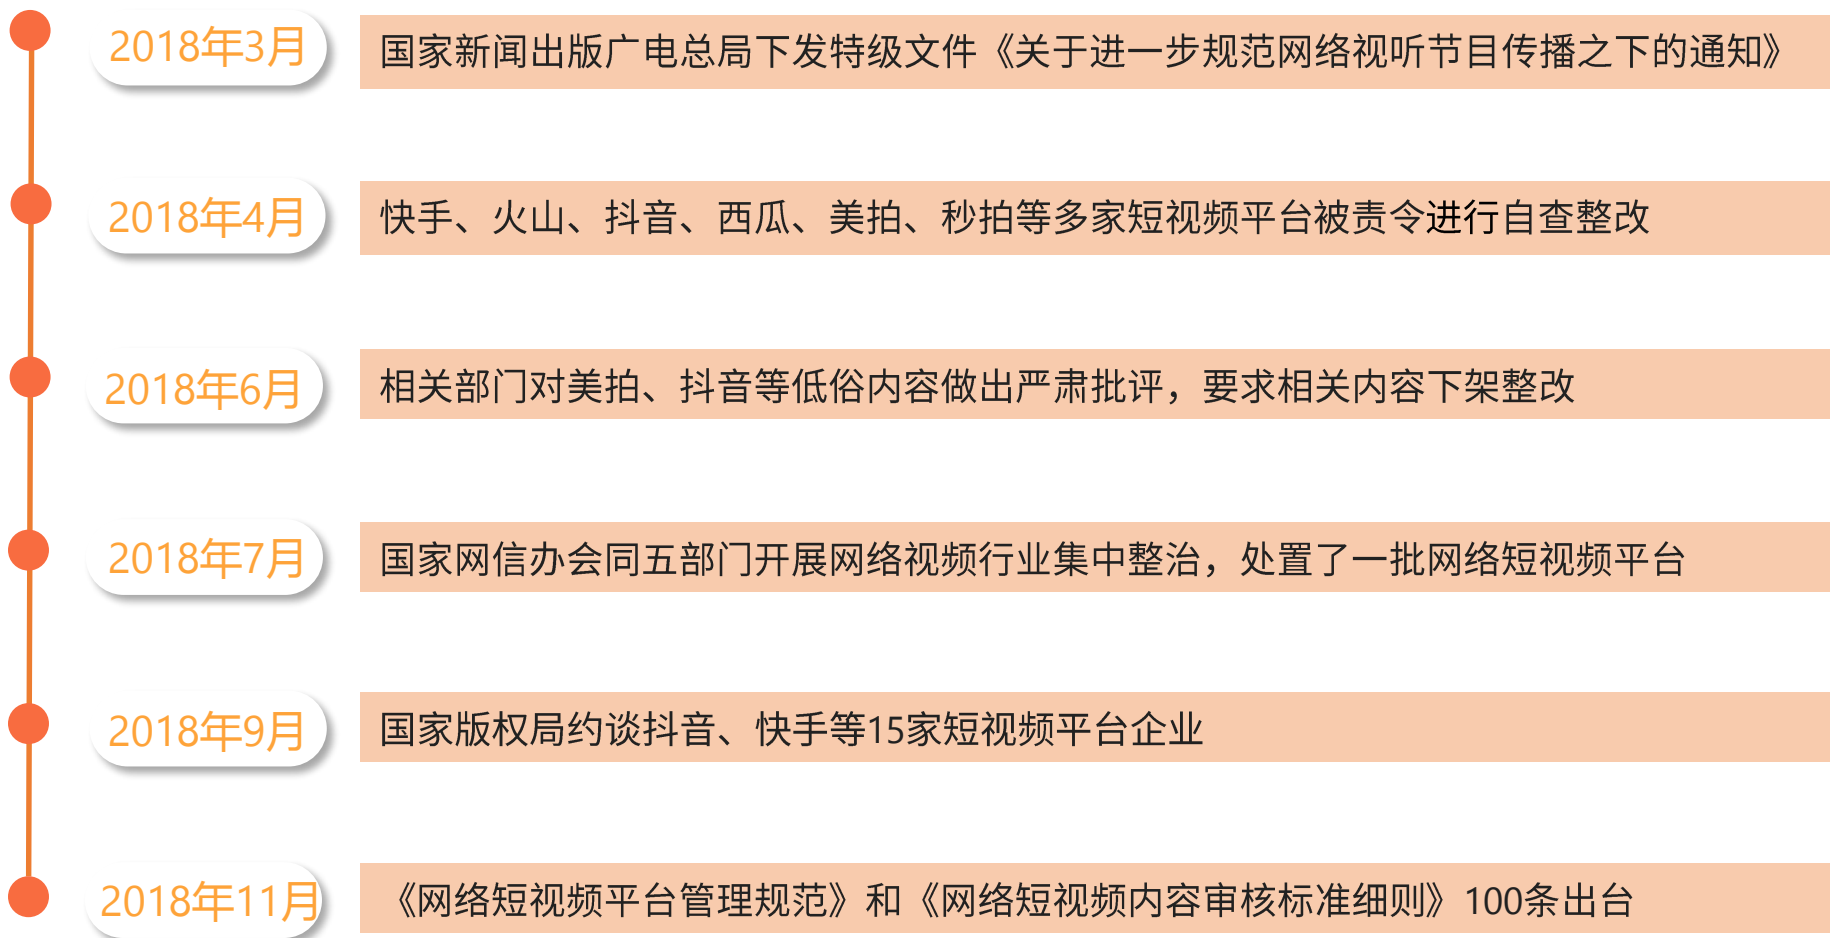 2018年3月
国家新闻出版广电总局下发特级文件《关于进一步规范网络视听节目传播之下的通知》
2018年4月
快手、火山、抖音、西瓜、美拍、秒拍等多家短视频平台被责令进行自查整改
2018年6月
相关部门对美拍、抖音等低俗内容做出严肃批评，要求相关内容下架整改
2018年7月
国家网信办会同五部门开展网络视频行业集中整治，处置了一批网络短视频平台
2018年9月
国家版权局约谈抖音、快手等15家短视频平台企业
2018年11月
《网络短视频平台管理规范》和《网络短视频内容审核标准细则》100条出台